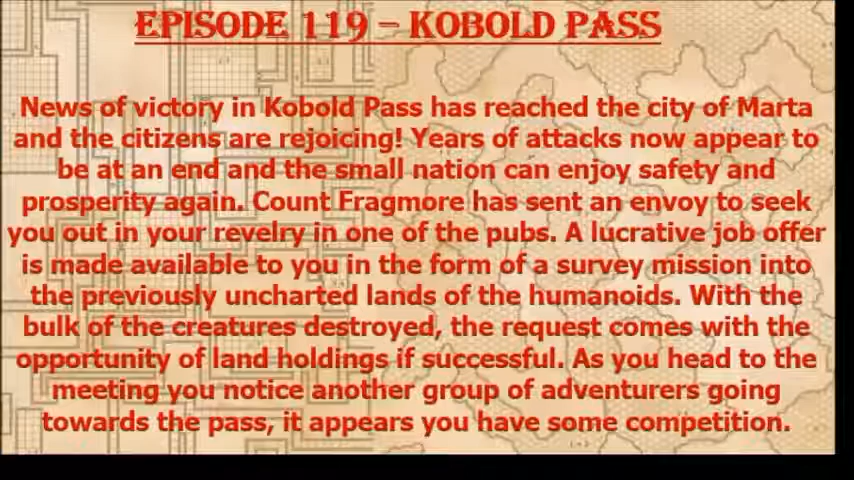 EPISODE 119 – KOBOLD PASS
News of victory in Kobold Pass has reached the city of Marta
and the citizens are rejoicing! Years of attacks now appear to
be at an end and the small nation can enjoy safety and
prosperity again. Count Fragmore has sent an envoy to seek
you out in your revelry in one of the pubs. A lucrative job offer
is made available to you in the form of a survey mission into
the previously uncharted lands of the humanoids. With the
bulk of the creatures destroyed, the request comes with the
opportunity of land holdings if successful. As you head to the
meeting you notice another group of adventurers going
towards the pass, it appears you have some competition.